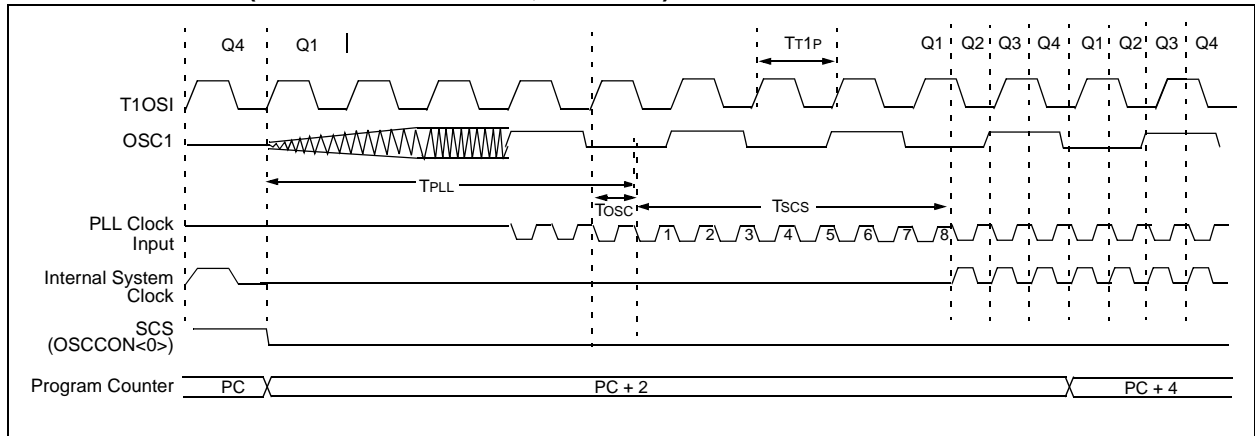 Q4 Q1 TT1P Q1 Q2 Q3 Q4 Q1 Q2 Q3 Q4
T1OSI
OSC1
TPLL
TOSC TSCS
PLL Clock
Input
1 2 3 4 5 6 7 8
Internal System
Clock
SCS
(OSCCON<0>)
Program Counter PC PC + 2 PC + 4